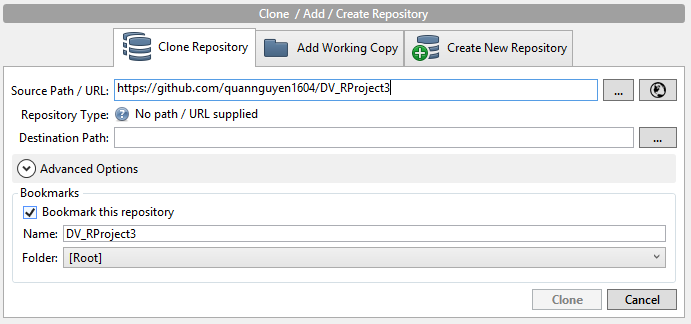 Clone / Add / Create Repository
Clone Repository
Add Working Copy
Create New Repository
Source Path / URL: https://github.com/quannguyen1604/DV_RProject3 ...
Repository Type: ? No path / URL supplied
Destination Path: ...
Advanced Options
Bookmarks
Bookmark this repository
Name: DV_RProject3
Folder: [Root]
Clone Cancel